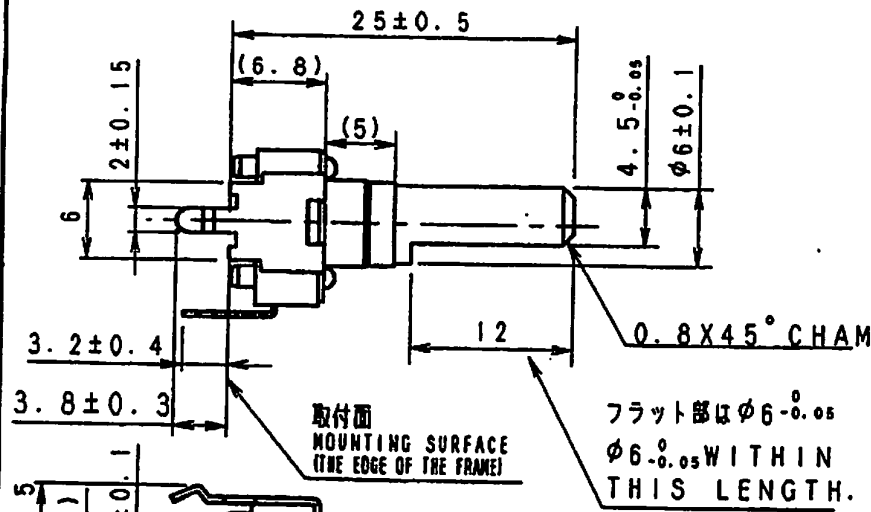 25±0.5
(6.8)
2±0.15
(5)
4.5 0 -0.05
φ6±0.1
6
12
0.8X45°CHAM
3.2±0.4
3.8±0.3
取付面
MOUNTING SURFACE
(THE EDGE OF THE FRAME)
フラット部はφ6 0 -0.05
φ6 0 -0.05 WITHIN
THIS LENGTH.
5
)
±0.1